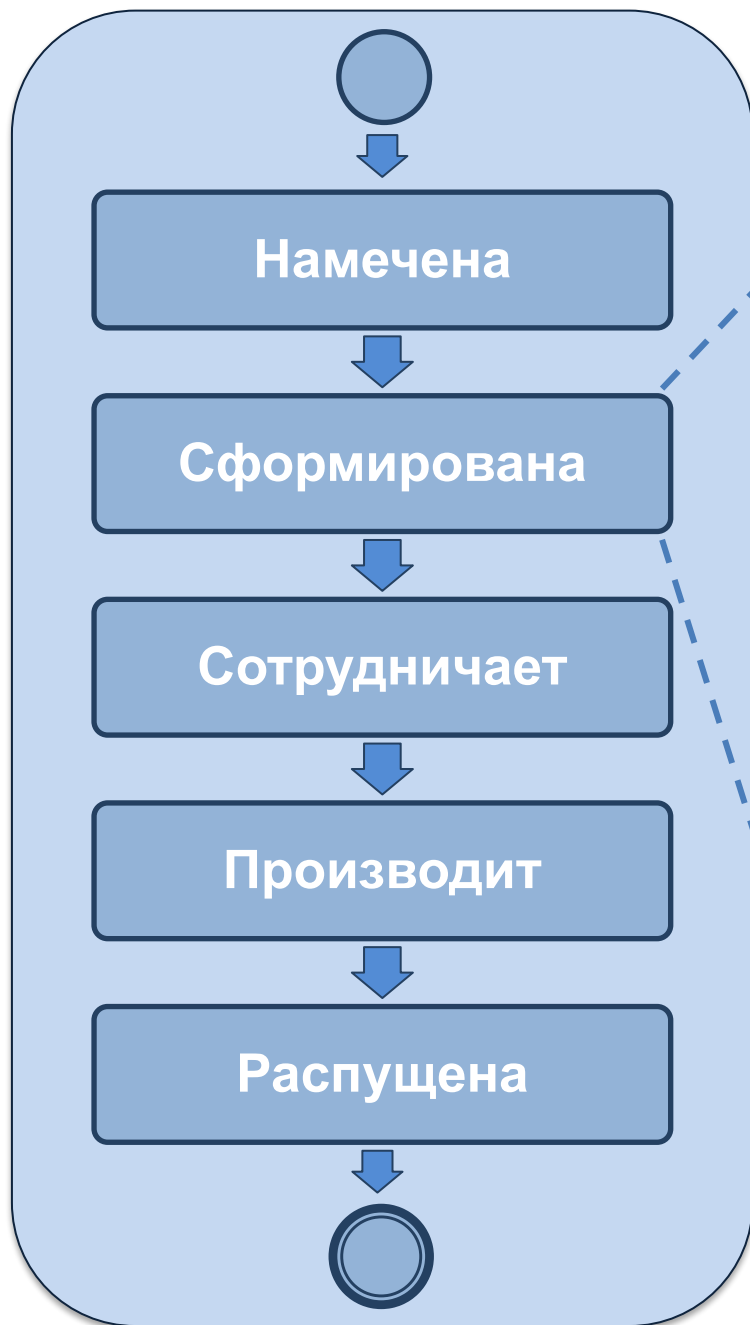 Намечена
Сформирована
Сотрудничает
Производит
Распущена